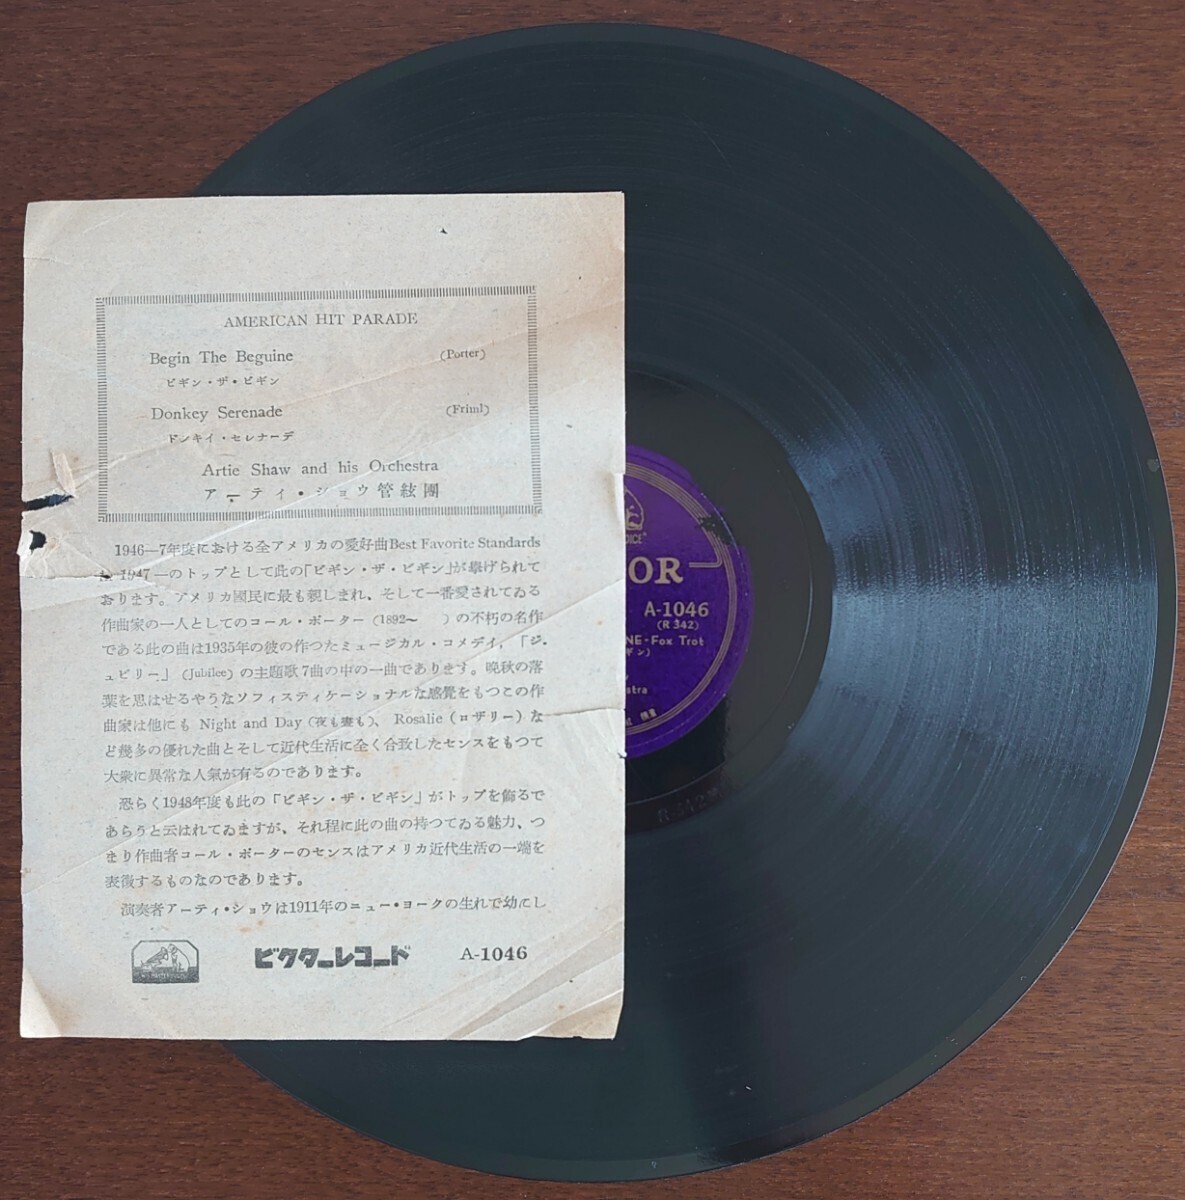 AMERICAN HIT PARADE
Begin The Beguine (Porter)
ビギン・ザ・ビギン
Donkey Serenade (Friml)
ドンキイ・セレナーデ
Artie Shaw and his Orchestra
アーティ・ショウ管絃團
1946—7年度における全アメリカの愛好曲Best Favorite Standards
1947—のトップとして此の「ビギン・ザ・ビギン」が擧げられて
おります。アメリカ國民に最も親しまれ、そして一番愛されてゐる
作曲家の一人としてのコール・ポーター (1892〜 ) の不朽の名作
である此の曲は1935年の彼の作つたミュージカル・コメデイ, 「ジ
ュビリー」 (Jubilee) の主題歌7曲の中の一曲であります。晩秋の落
葉を思はせるやうなソフィスティケーショナルな感覺をもつこの作
曲家は他にも Night and Day (夜も晝も)、 Rosalie (ロザリー) な
ど幾多の優れた曲とそして近代生活に全く合致したセンスをもつて
大衆に異常な人氣が有るのであります。
恐らく1948年度も此の「ビギン・ザ・ビギン」がトップを飾るで
あらうと云はれてゐますが、それ程に此の曲の持つてゐる魅力、つ
まり作曲者コール・ポーターのセンスはアメリカ近代生活の一端を
表徴するものなのであります。
演奏者アーティ・ショウは1911年のニュー・ヨークの生れで幼にし
ビクターレコード A-1046
OICE"
OR
A-1046
(R 342)
NE-Fox Trot
ギン)
stra
R 342